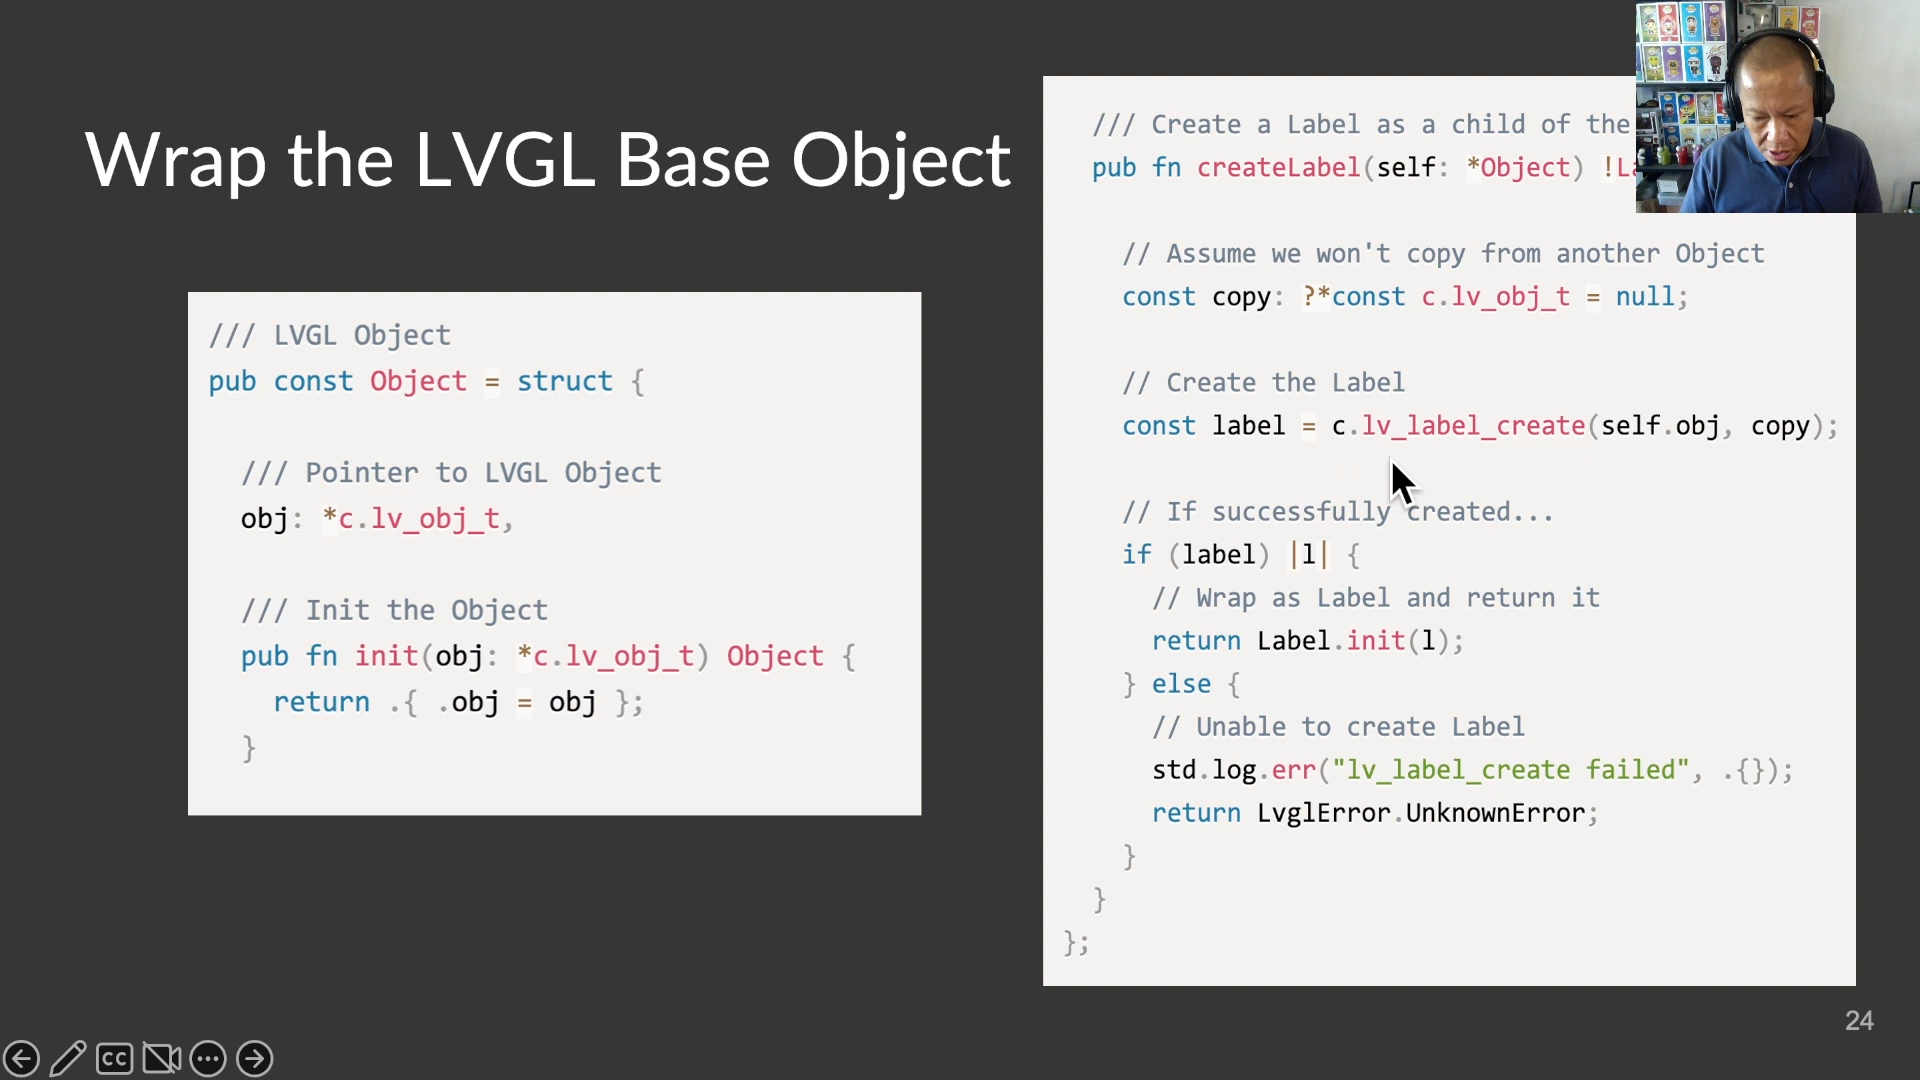 Wrap the LVGL Base Object
/// LVGL Object
pub const Object = struct {
/// Pointer to LVGL Object
obj: *c.lv_obj_t,
/// Init the Object
pub fn init(obj: *c.lv_obj_t) Object {
return .{ .obj = obj };
}
/// Create a Label as a child of the
pub fn createLabel(self: *Object) !La
// Assume we won't copy from another Object
const copy: ?*const c.lv_obj_t = null;
// Create the Label
const label = c.lv_label_create(self.obj, copy);
// If successfully created...
if (label) |l| {
// Wrap as Label and return it
return Label.init(l);
} else {
// Unable to create Label
std.log.err("lv_label_create failed", .{});
return LvglError.UnknownError;
}
}
};
24
CC